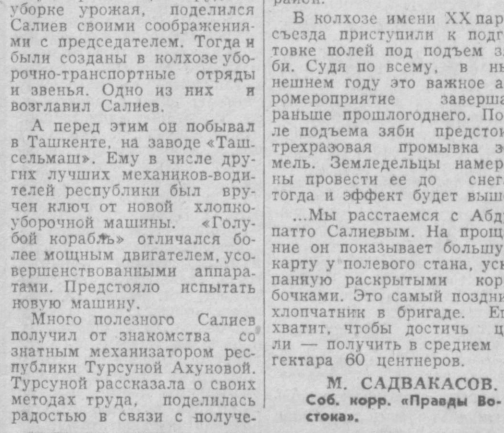 уборке урожая, поделился
Салиев своими соображения-
ми с председателем. Тогда и
были созданы в колхозе убо-
рочно-транспортные отряды
и звенья. Одно из них и
возглавил Салиев.
А перед этим он побывал
в Ташкенте, на заводе «Таш-
сельмаш». Ему в числе дру-
гих лучших механиков-води-
телей республики был вру-
чен ключ от новой хлопко-
уборочной машины. «Голу-
бой корабль» отличался бо-
лее мощным двигателем, усо-
вершенствованными аппара-
тами. Предстояло испытать
новую машину.
Много полезного Салиев
получил от знакомства со
знатным механизатором рес-
публики Турсуной Ахуновой.
Турсуной рассказала о своих
методах труда, поделилась
радостью в связи с получе-
В колхозе имени XX пар
съезда приступили к подг
товке полей под подъем з
би. Судя по всему, в н
нешнем году это важное а
ромероприятие заверша
раньше прошлогоднего. По
ле подъема зяби предсто
трехразовая промывка з
мель. Земледельцы намер
ны провести ее до снег
тогда и эффект будет выш
...Мы расстаемся с Абд
патто Салиевым. На прощ
ние он показывает большу
карту у полевого стана, ус
панную раскрытыми кор
бочками. Это самый поздни
хлопчатник в бригаде. Ег
хватит, чтобы достичь ц
ли — получить в среднем
гектара 60 центнеров.
М. САДВАКАСОВ.
Соб. корр. «Правды Во-
стока».